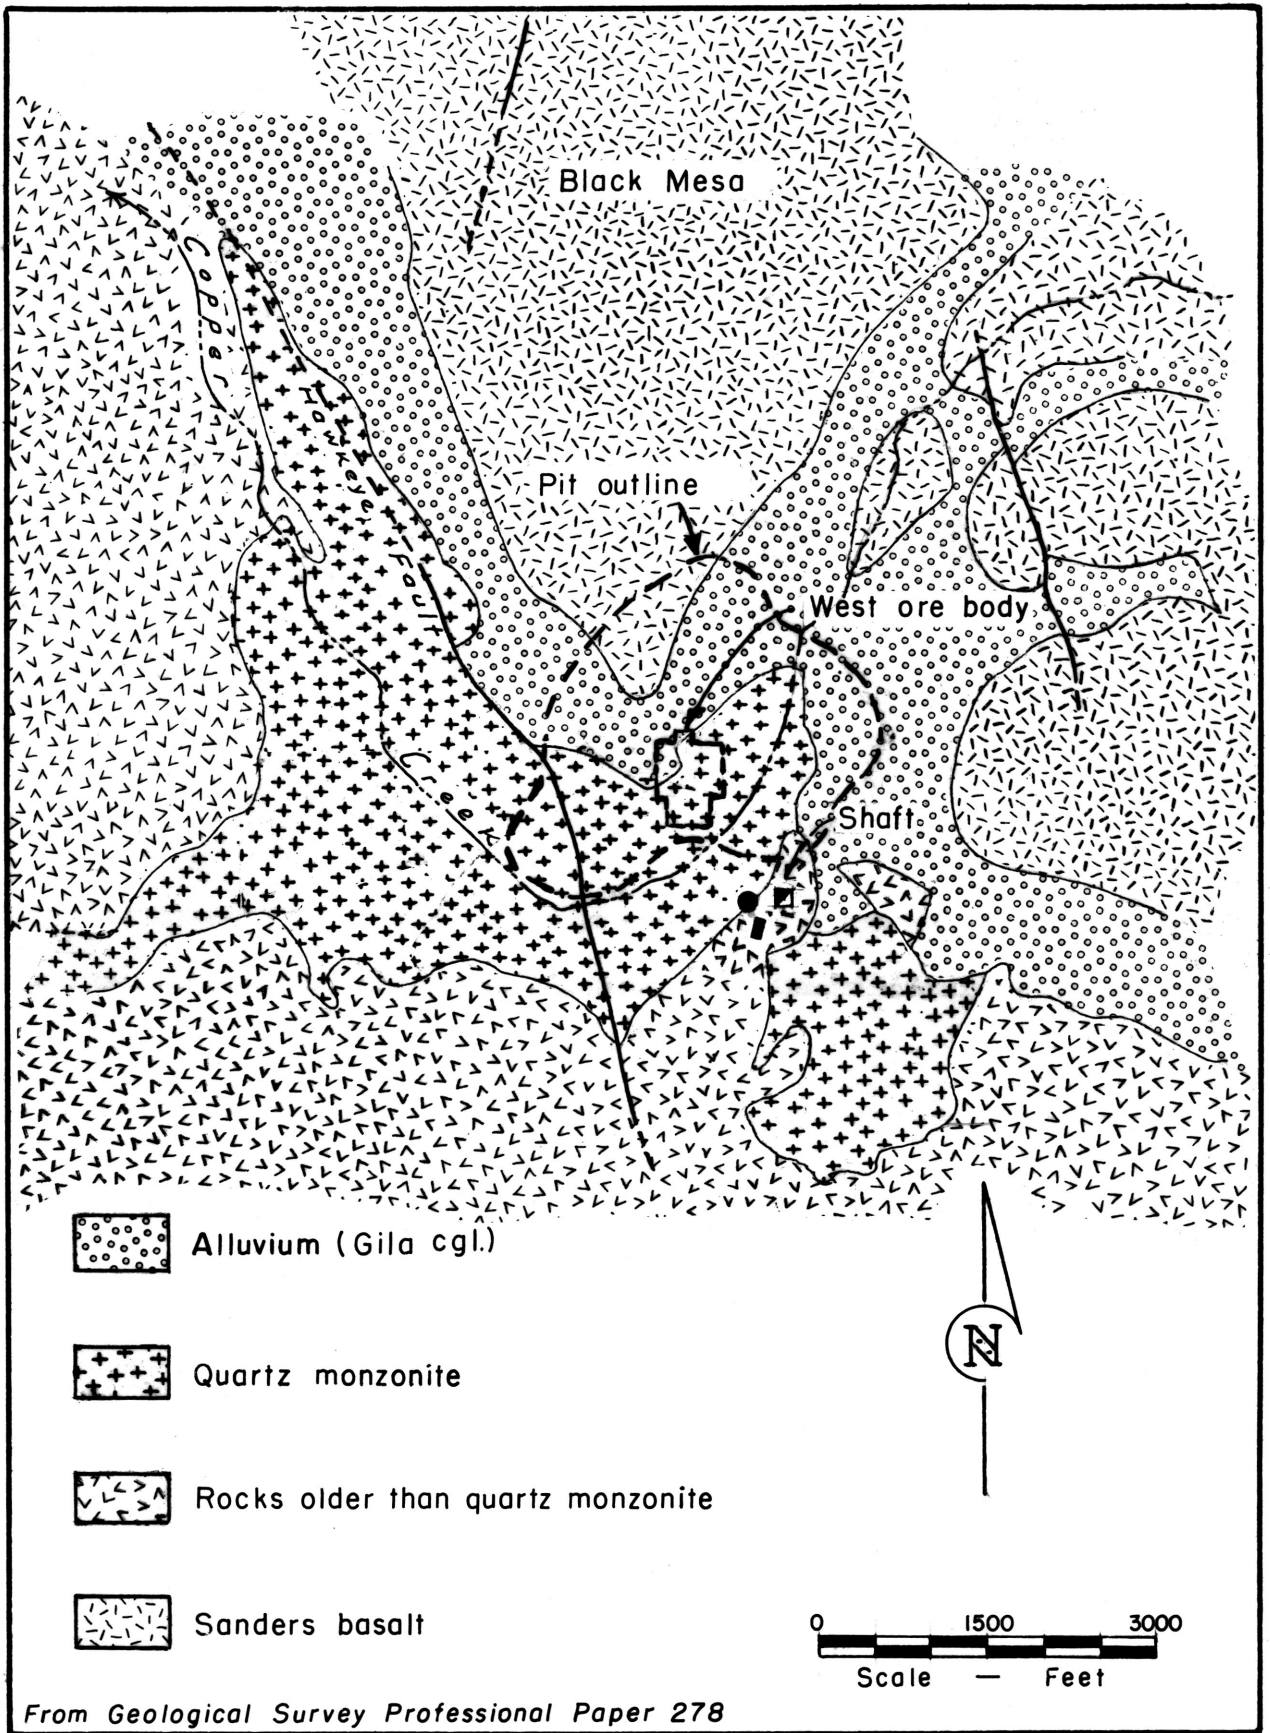 Black Mesa
Copper
Hawkeye Fault
Pit outline
West ore body
Creek
Shaft
Alluvium (Gila cgl.)
Quartz monzonite
N
Rocks older than quartz monzonite
Sanders basalt
0 1500 3000
Scale — Feet
From Geological Survey Professional Paper 278